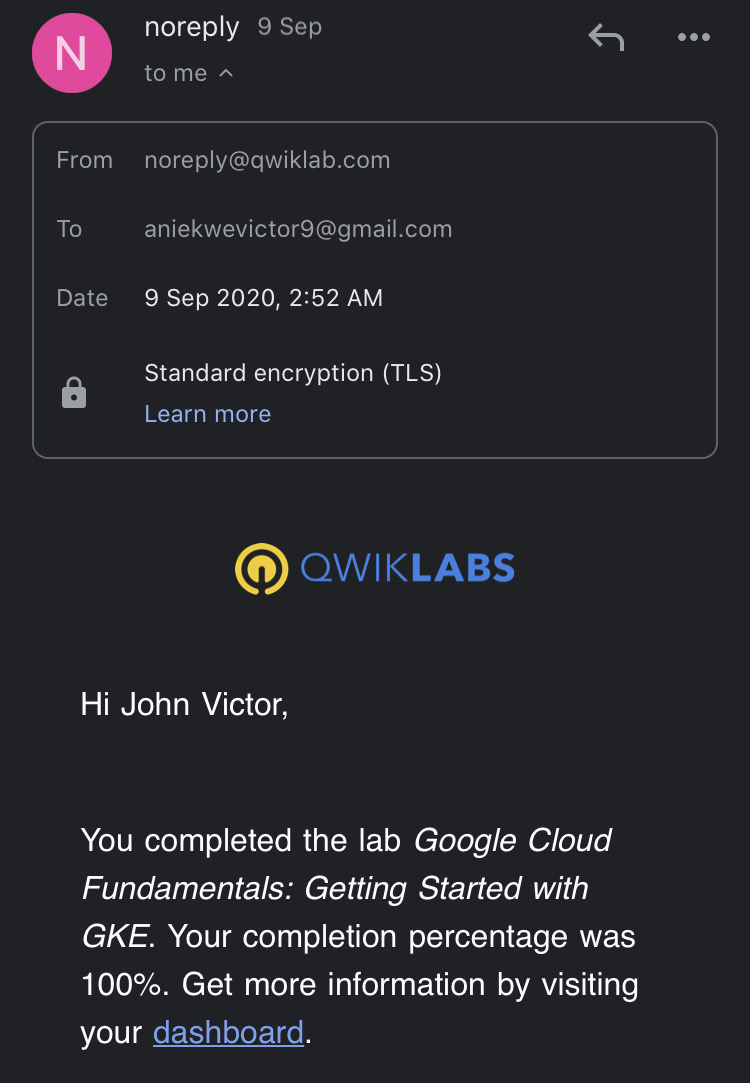 N
noreply 9 Sep
to me
From noreply@qwiklab.com
To aniekwevictor9@gmail.com
Date 9 Sep 2020, 2:52 AM
Standard encryption (TLS)
Learn more
QWIKLABS
Hi John Victor,
You completed the lab Google Cloud
Fundamentals: Getting Started with
GKE. Your completion percentage was
100%. Get more information by visiting
your dashboard.